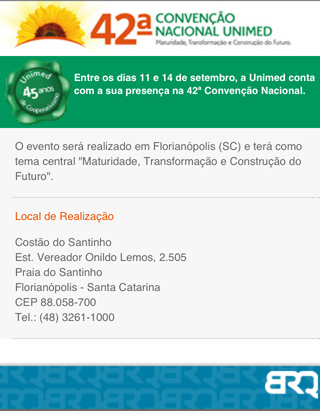 42ª CONVENÇÃO
NACIONAL UNIMED
Maturidade, Transformação e Construção do Futuro.
Unimed
45 anos
de Cooperativismo
Entre os dias 11 e 14 de setembro, a Unimed conta
com a sua presença na 42ª Convenção Nacional.
O evento será realizado em Florianópolis (SC) e terá como
tema central "Maturidade, Transformação e Construção do
Futuro".
Local de Realização
Costão do Santinho
Est. Vereador Onildo Lemos, 2.505
Praia do Santinho
Florianópolis - Santa Catarina
CEP 88.058-700
Tel.: (48) 3261-1000
BRQ